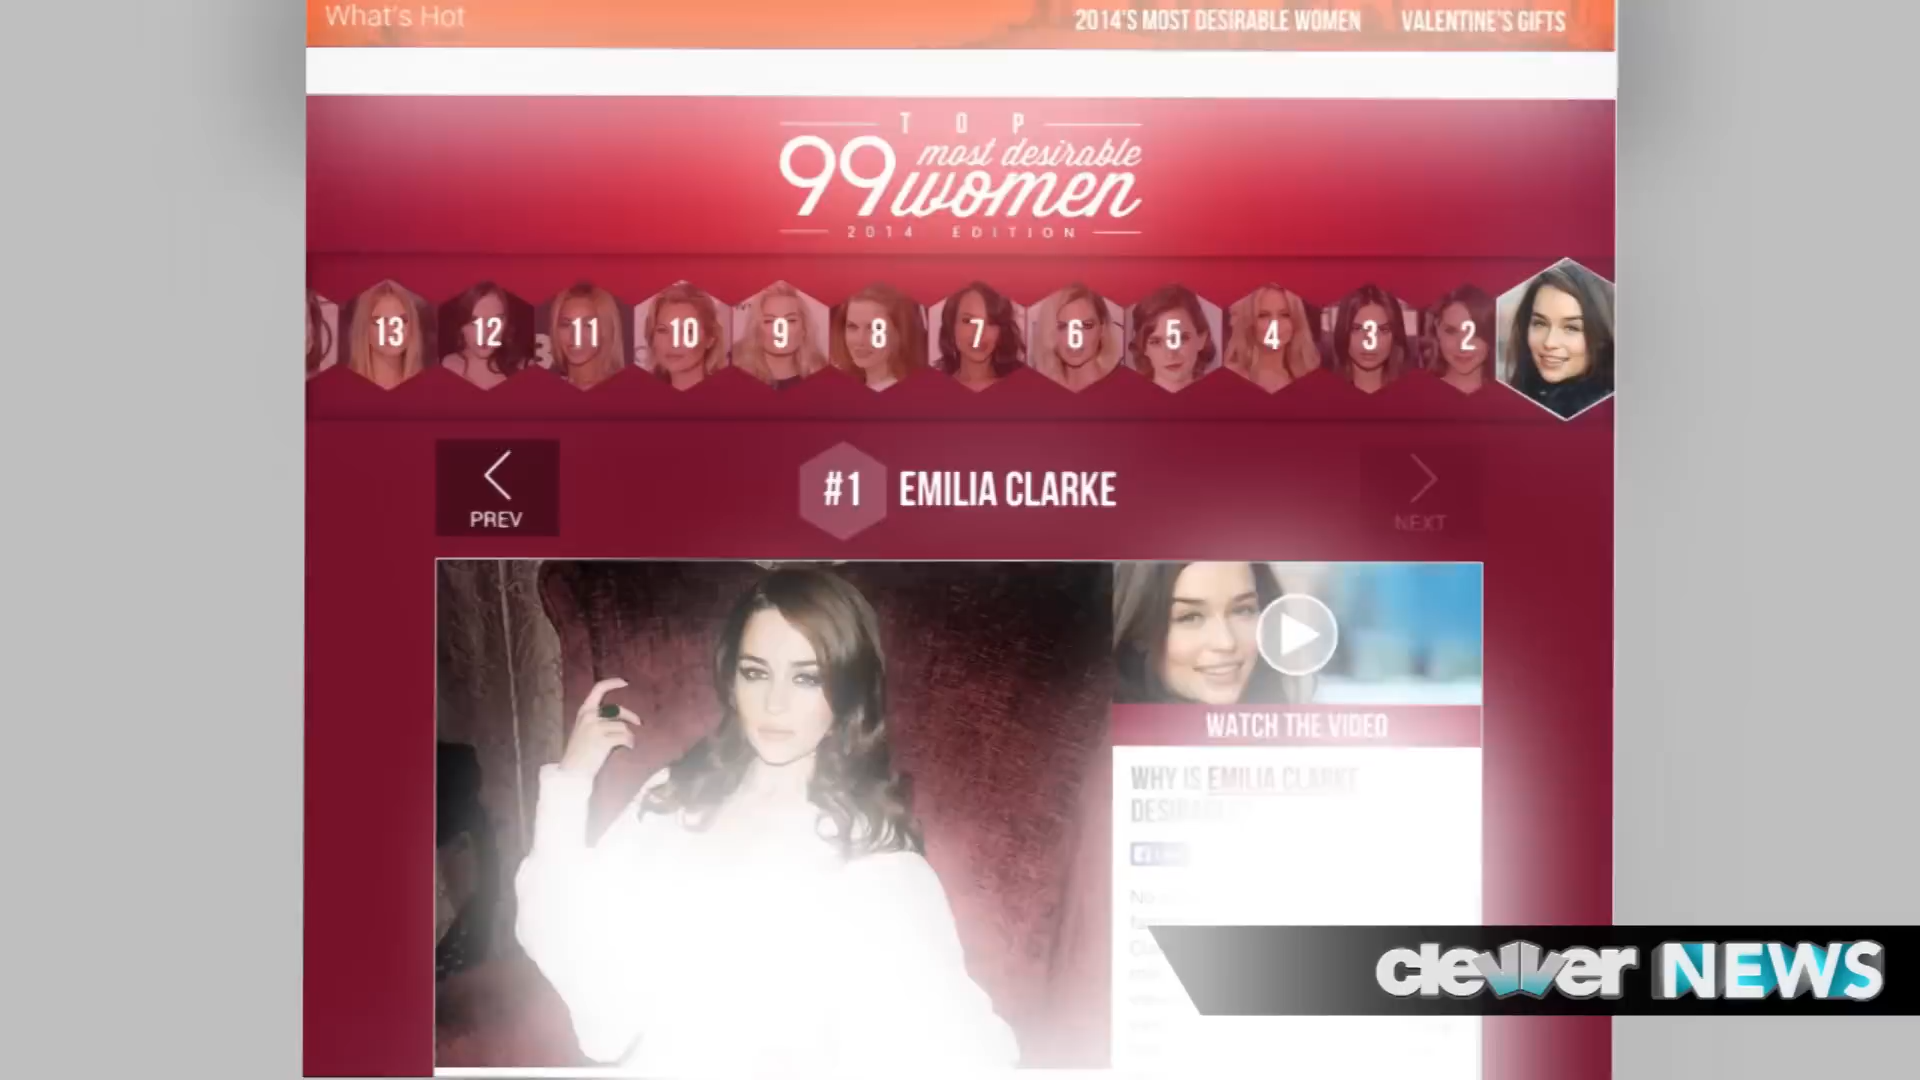 What's Hot
2014'S MOST DESIRABLE WOMEN
VALENTINE'S GIFTS
TOP
99 most desirable
women
2014 EDITION
13 12 11 10 9 8 7 6 5 4 3 2
PREV
#1 EMILIA CLARKE
NEXT
WATCH THE VIDEO
WHY IS EMILIA CLARKE
clevver NEWS